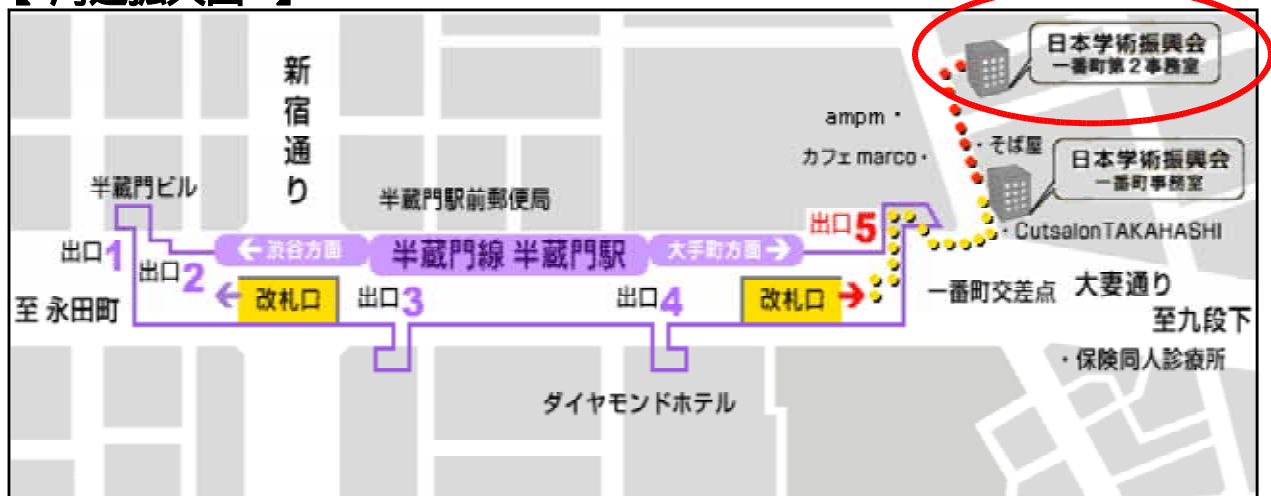 日本学術振興会
一番町第2事務室
新宿通り
ampm・
カフェmarco・
・そば屋
日本学術振興会
一番町事務室
半蔵門ビル
半蔵門駅前郵便局
出口5
・CutsalonTAKAHASHI
出口1
←渋谷方面
半蔵門線 半蔵門駅
大手町方面→
出口2
←
改札口
出口3
出口4
改札口
→
一番町交差点
大妻通り
至 永田町
至九段下
・保険同人診療所
ダイヤモンドホテル